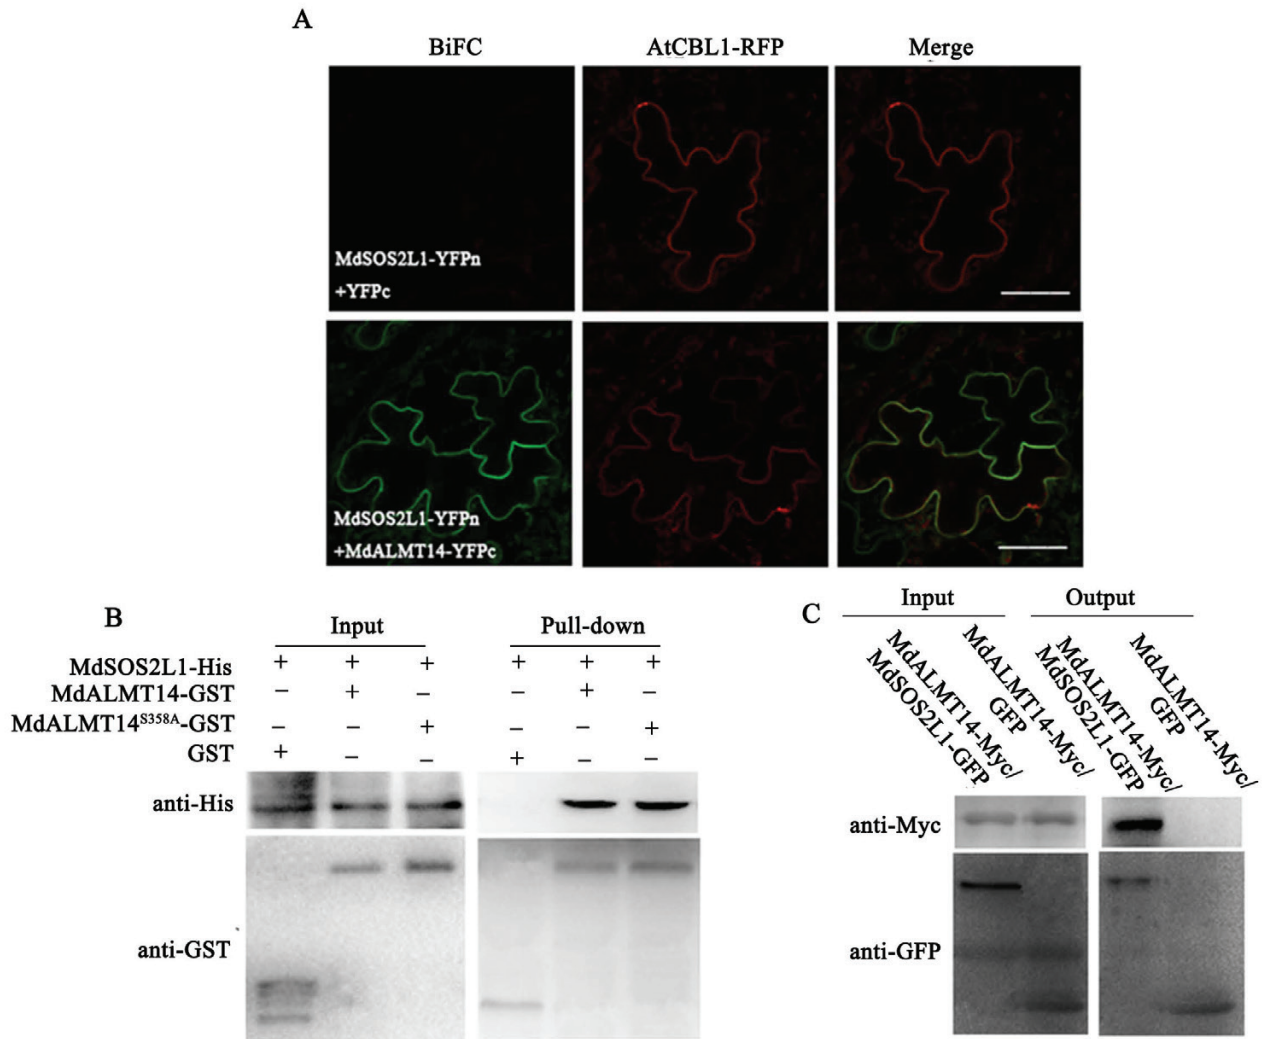 A
BiFC AtCBL1-RFP Merge
MdSOS2L1-YFPn
+YFPc
MdSOS2L1-YFPn
+MdALMT14-YFPc
B
Input Pull-down
MdSOS2L1-His + + + + + +
MdALMT14-GST − + − − + −
MdALMT14S358A-GST − − + − − +
GST + − − + − −
anti-His
anti-GST
C
Input Output
MdALMT14-Myc/
MdSOS2L1-GFP
MdALMT14-Myc/
GFP
MdALMT14-Myc/
MdSOS2L1-GFP
MdALMT14-Myc/
GFP
anti-Myc
anti-GFP